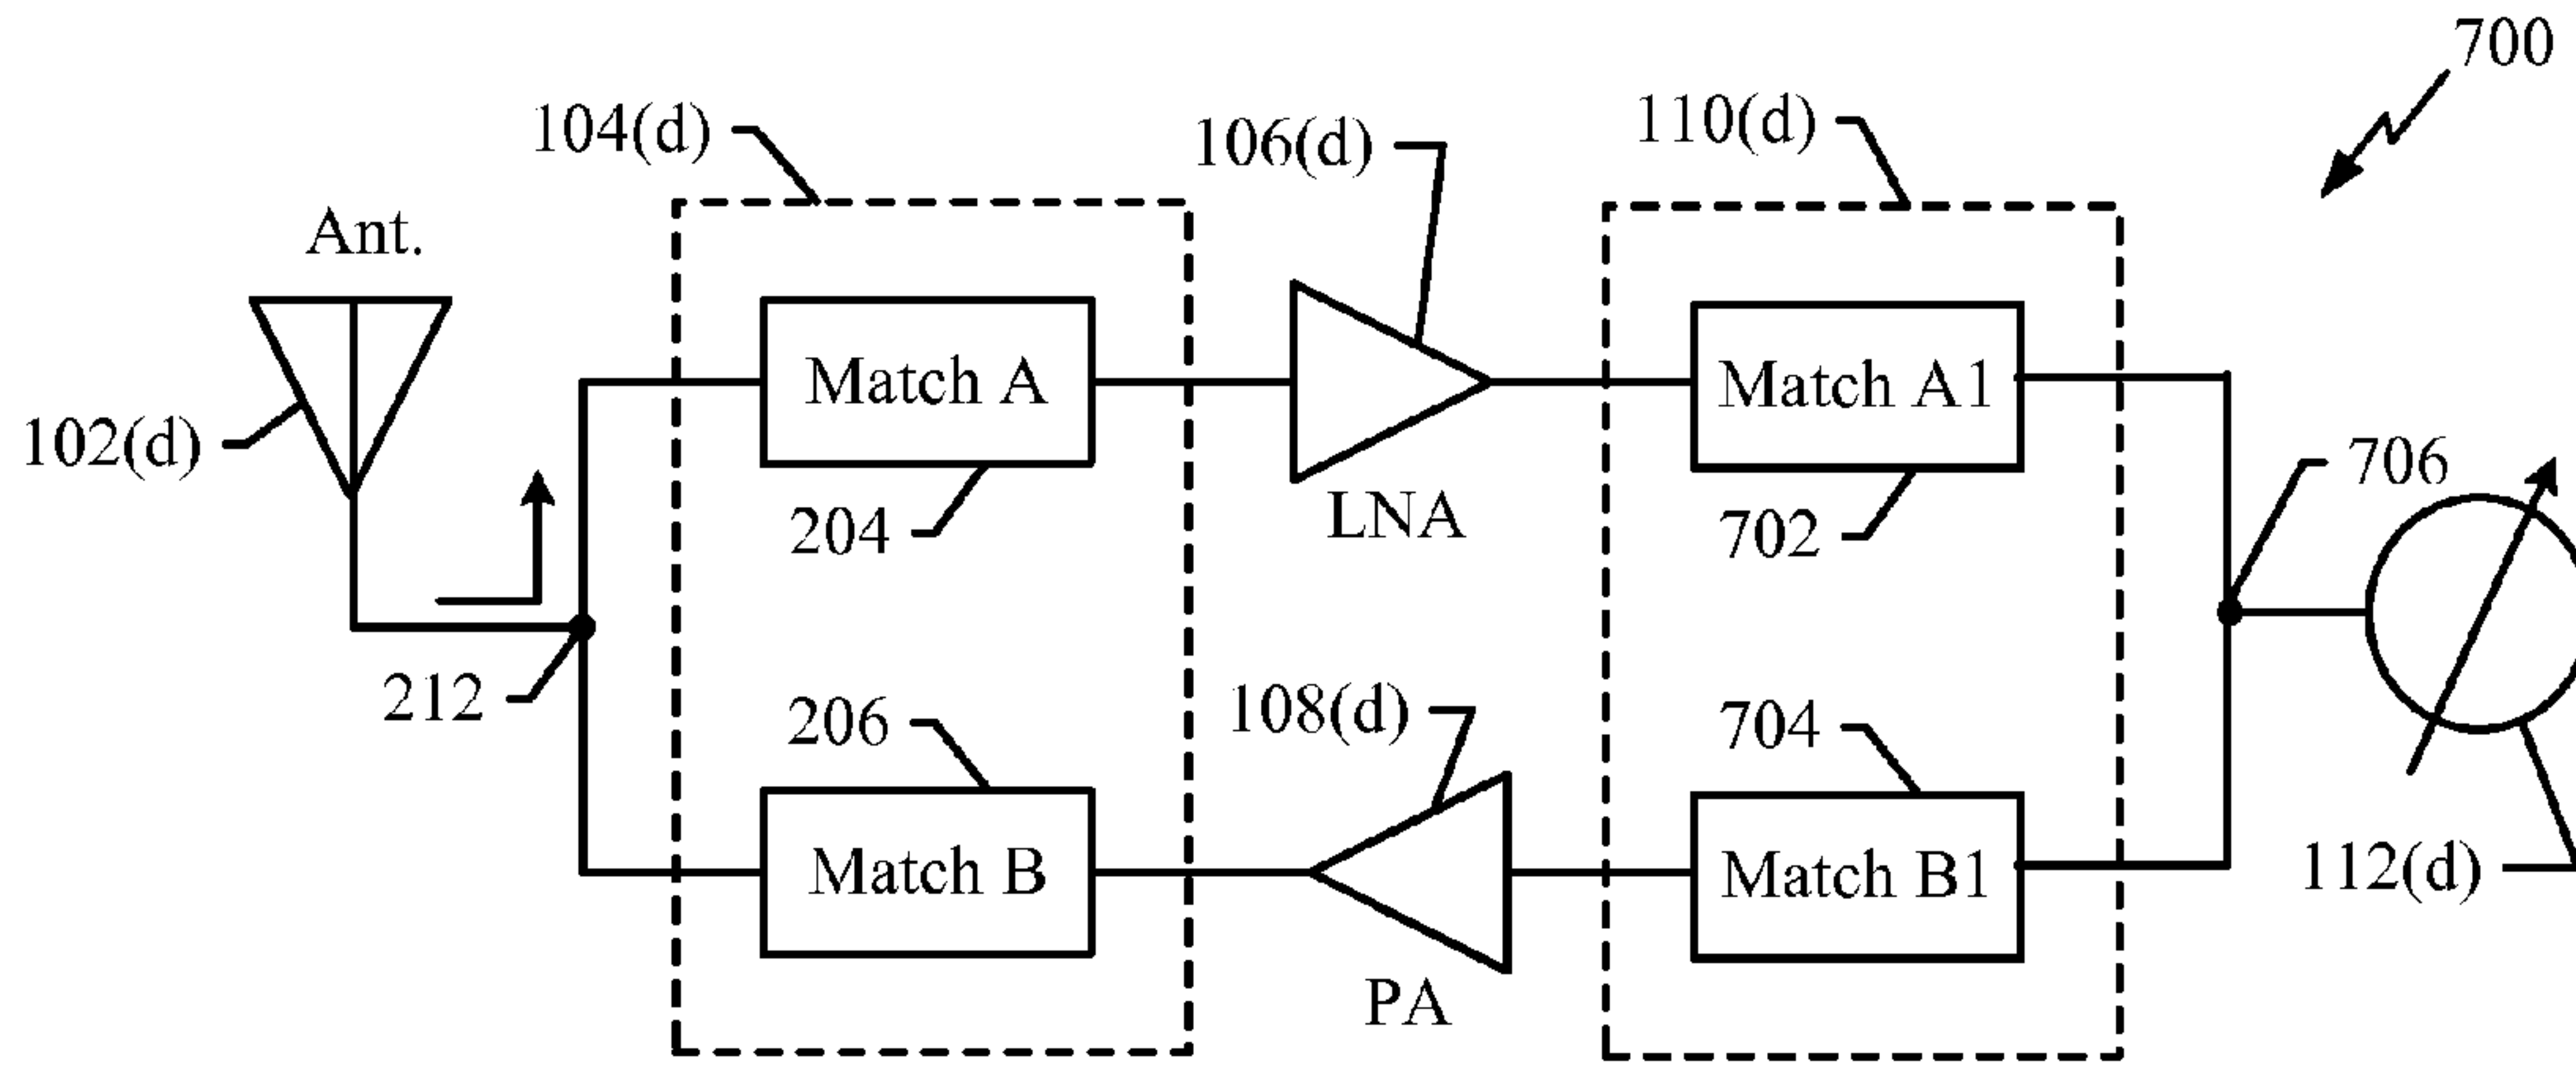 700
104(d)
106(d)
110(d)
Ant.
Match A
Match A1
102(d)
706
204
LNA
702
212
206
108(d)
704
Match B
Match B1
112(d)
PA